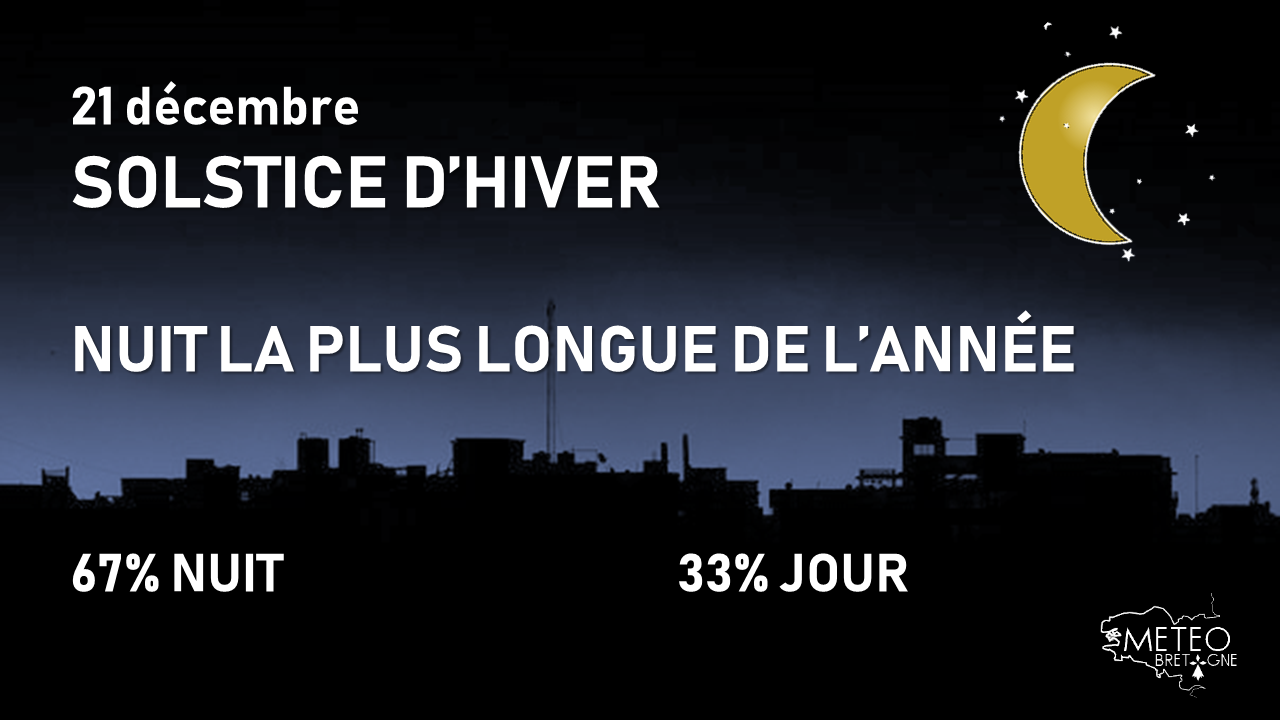 21 décembre
SOLSTICE D’HIVER
NUIT LA PLUS LONGUE DE L’ANNÉE
67% NUIT
33% JOUR
METEO
BRETAGNE